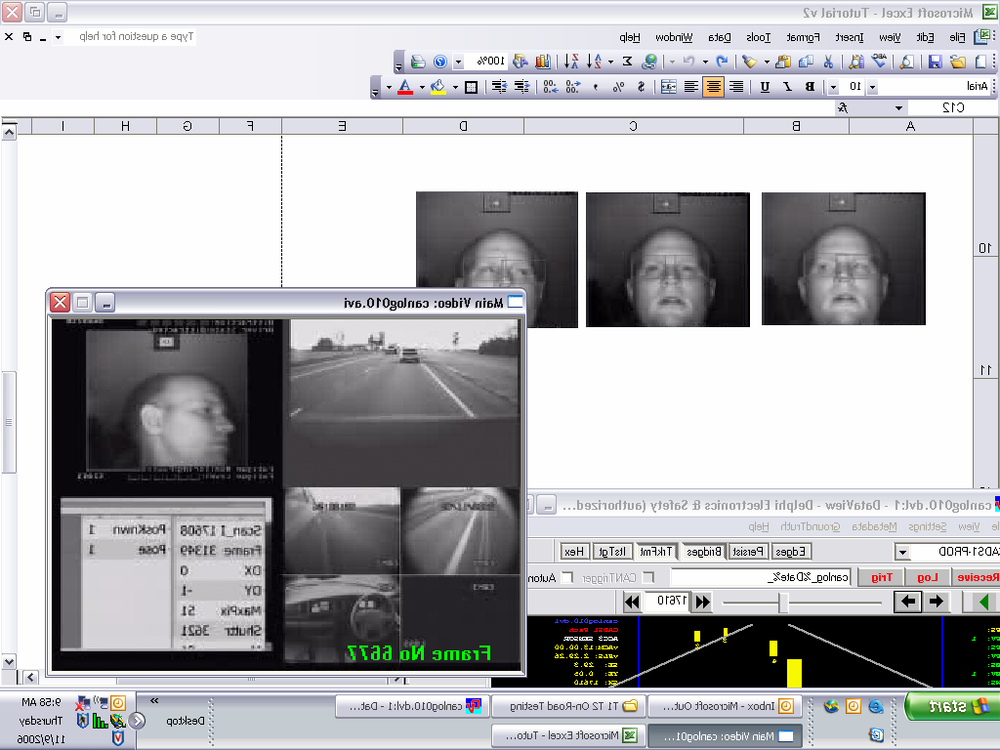 Microsoft Excel - Tutorial v2
File Edit View Insert Format Tools Data Window Help
Type a question for help
100%
Arial 10 B I U $ % ,
C12 fx
A B C D E F G H I
10
11
Main Video: canlog010.avi
Scan_I 17608
Frame 31349
DX 0
DY -1
MaxPix 51
Shuttr 3621
PosKnwn 1
Pose 1
Frame No 6677
canlog010.dvl:1 - DataView - Delphi Electronics & Safety (authorized...
View Settings Metadata GroundTruth Help
CADS1-PROD
Edges Persist Bridges TrkFmt ItsTgt Hex
Receive Log Trig canlog_%Date%_ CANTrigger
17610
canlog010.dvl
start
Inbox - Microsoft Out...
T1 T2 On-Road Testing
canlog010.dvl:1 - Dat...
Main Video: canlog01...
Microsoft Excel - Tuto...
Desktop »
9:58 AM
Thursday
11/9/2006